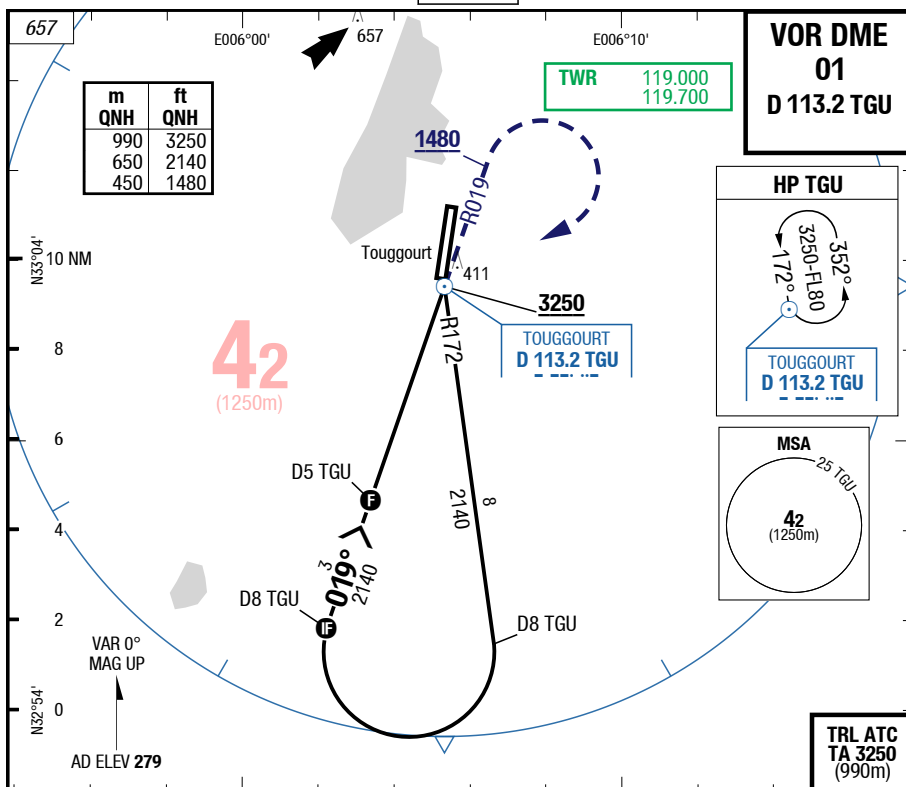 657
E006°00'
657
E006°10'
VOR DME
01
D 113.2 TGU
TWR 119.000
119.700
m ft
QNH QNH
990 3250
650 2140
450 1480
1480
R019
HP TGU
352°
3250-FL80
172°
TOUGGOURT
D 113.2 TGU
N33°04'
10 NM
Touggourt
411
3250
TOUGGOURT
D 113.2 TGU
R172
8
42
(1250m)
6
MSA
25 TGU
42
(1250m)
D5 TGU
F
8
2140
4
3
019°
2140
D8 TGU
IF
2
D8 TGU
VAR 0°
MAG UP
N32°54'
0
AD ELEV 279
TRL ATC
TA 3250
(990m)